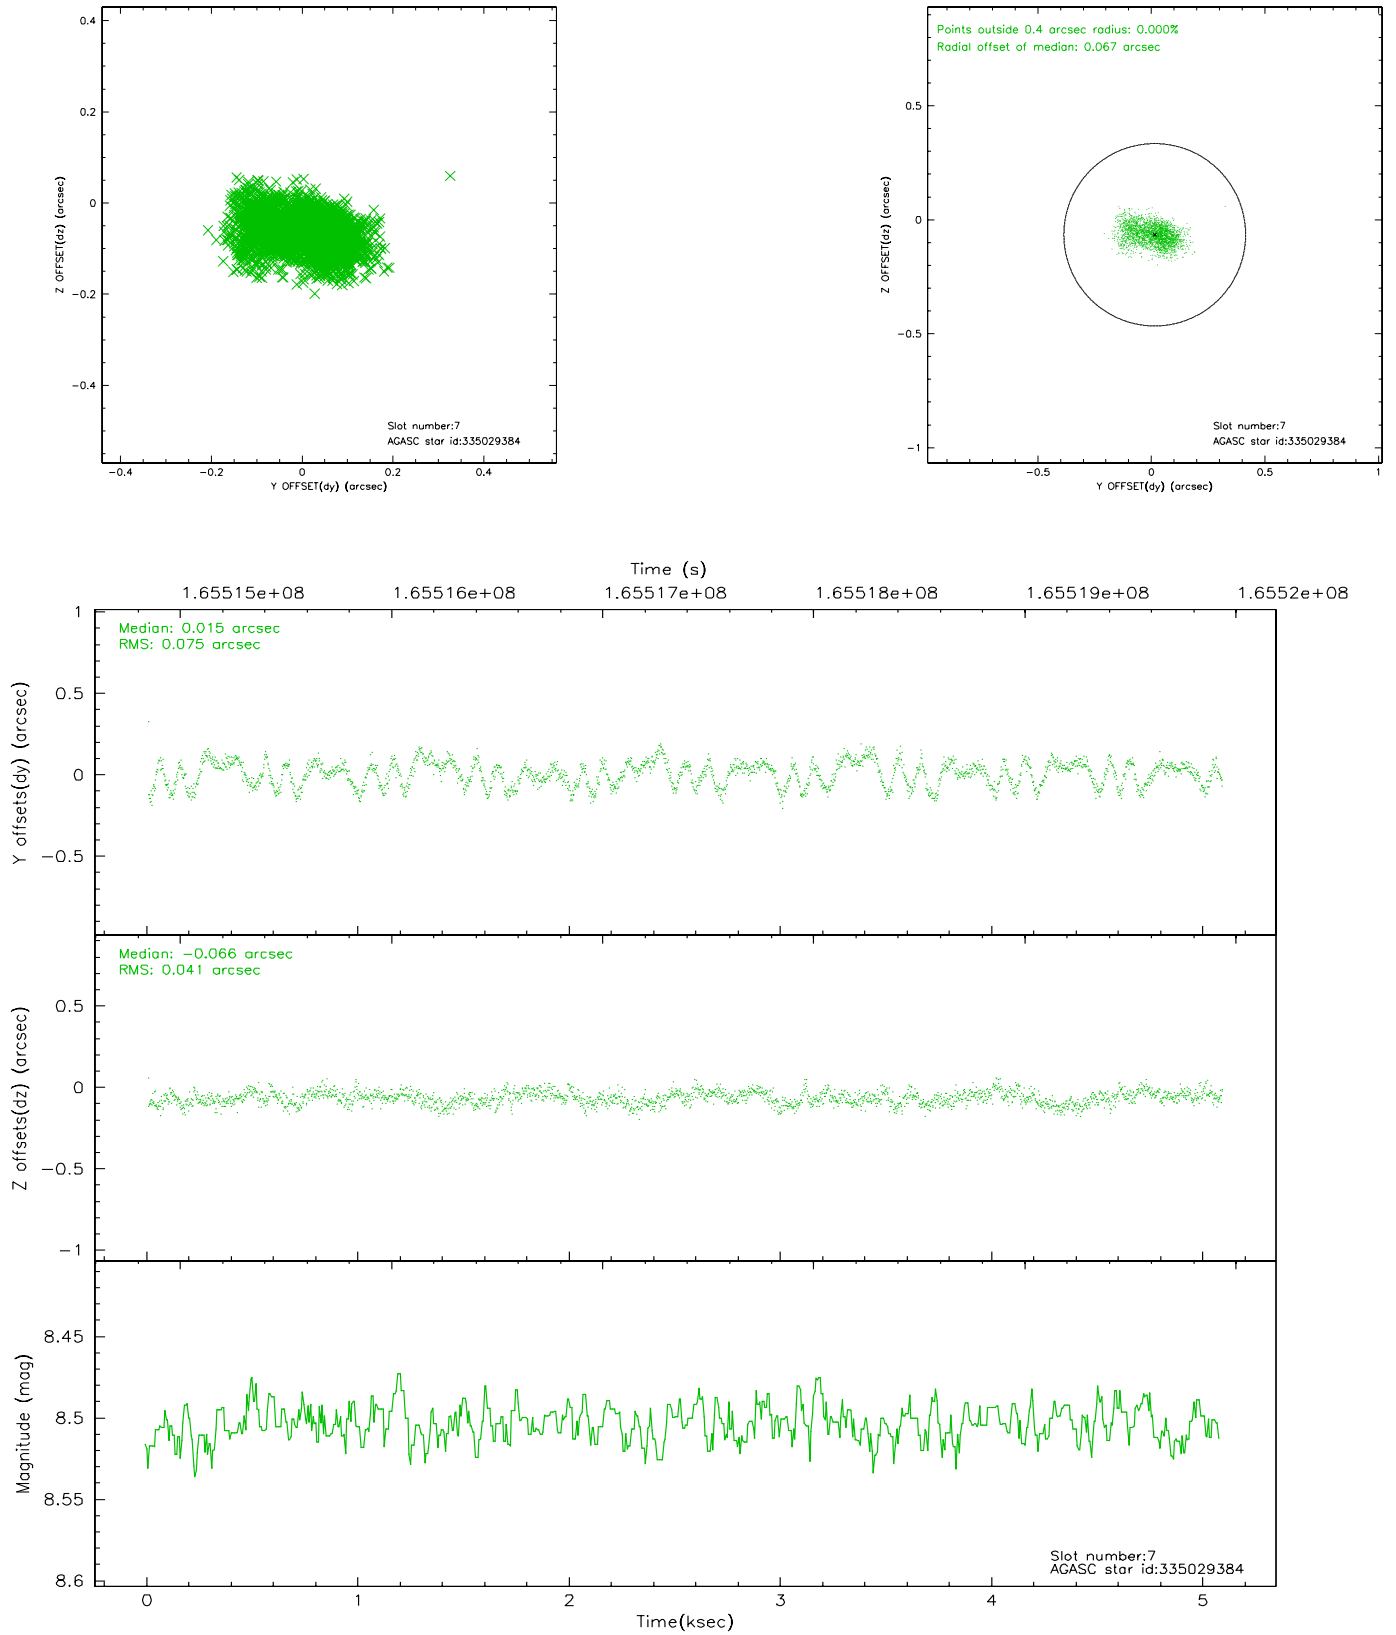 0.4
0.2
0
−0.2
−0.4
Z OFFSET(dz) (arcsec)
Slot number:7
AGASC star id:335029384
−0.4
−0.2
0
0.2
0.4
Y OFFSET(dy) (arcsec)
Points outside 0.4 arcsec radius: 0.000%
Radial offset of median: 0.067 arcsec
0.5
0
−0.5
−1
Z OFFSET(dz) (arcsec)
Slot number:7
AGASC star id:335029384
−0.5
0
0.5
1
Y OFFSET(dy) (arcsec)
Time (s)
1.65515e+08
1.65516e+08
1.65517e+08
1.65518e+08
1.65519e+08
1.6552e+08
Median: 0.015 arcsec
RMS: 0.075 arcsec
1
0.5
0
−0.5
Y offsets(dy) (arcsec)
Median: −0.066 arcsec
RMS: 0.041 arcsec
0.5
0
−0.5
−1
Z offsets(dz) (arcsec)
8.45
8.5
8.55
8.6
Magnitude (mag)
Slot number:7
AGASC star id:335029384
0
1
2
3
4
5
Time(ksec)